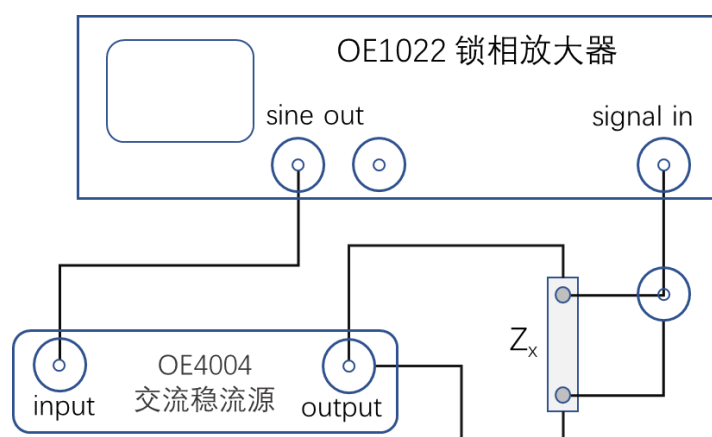 OE1022 锁相放大器
sine out
signal in
Zx
OE4004
交流稳流源
input
output